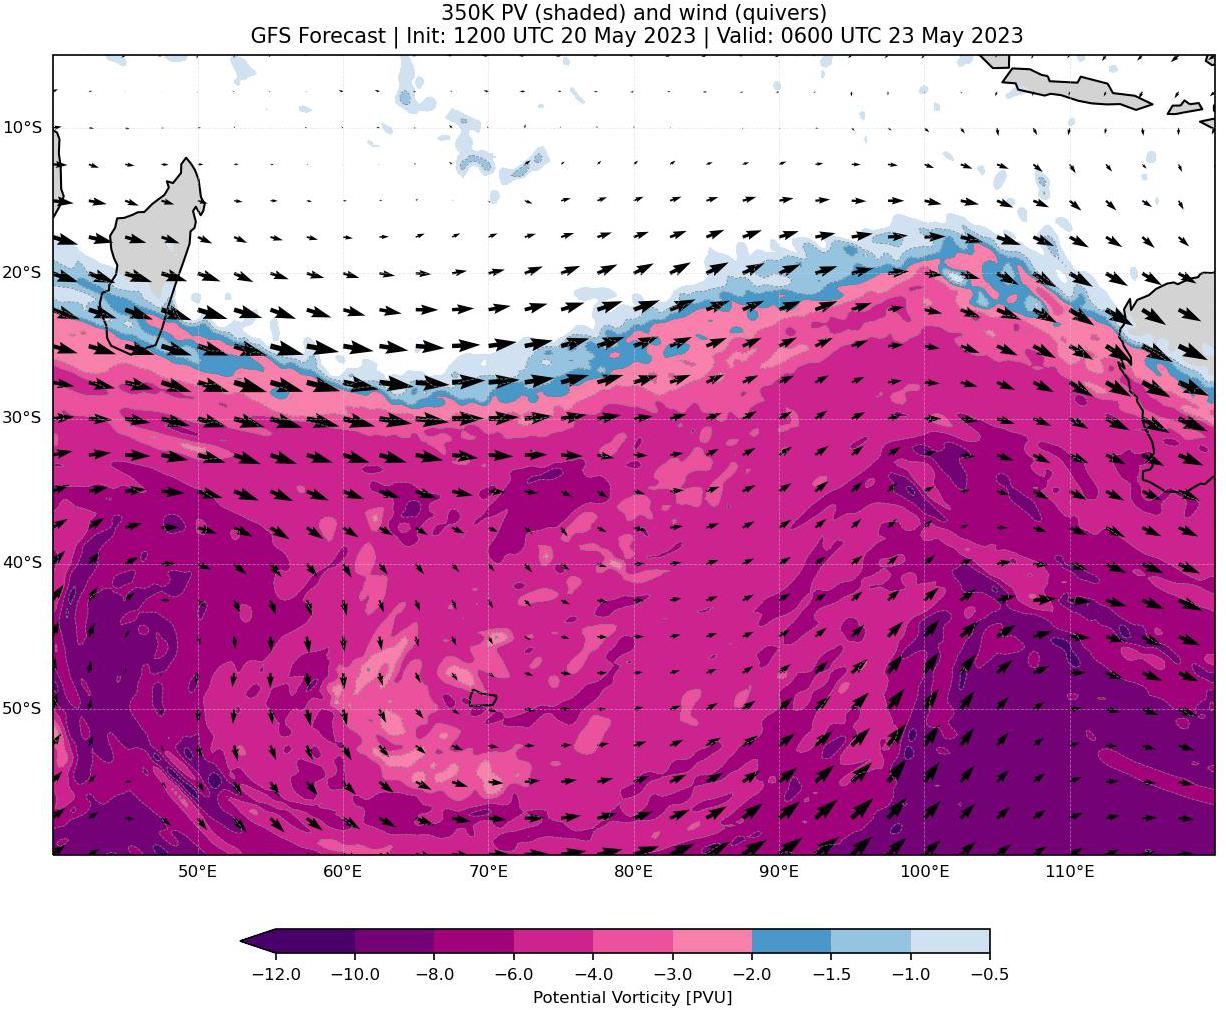 350K PV (shaded) and wind (quivers)
GFS Forecast | Init: 1200 UTC 20 May 2023 | Valid: 0600 UTC 23 May 2023
10°S
20°S
30°S
40°S
50°S
50°E 60°E 70°E 80°E 90°E 100°E 110°E
−12.0 −10.0 −8.0 −6.0 −4.0 −3.0 −2.0 −1.5 −1.0 −0.5
Potential Vorticity [PVU]